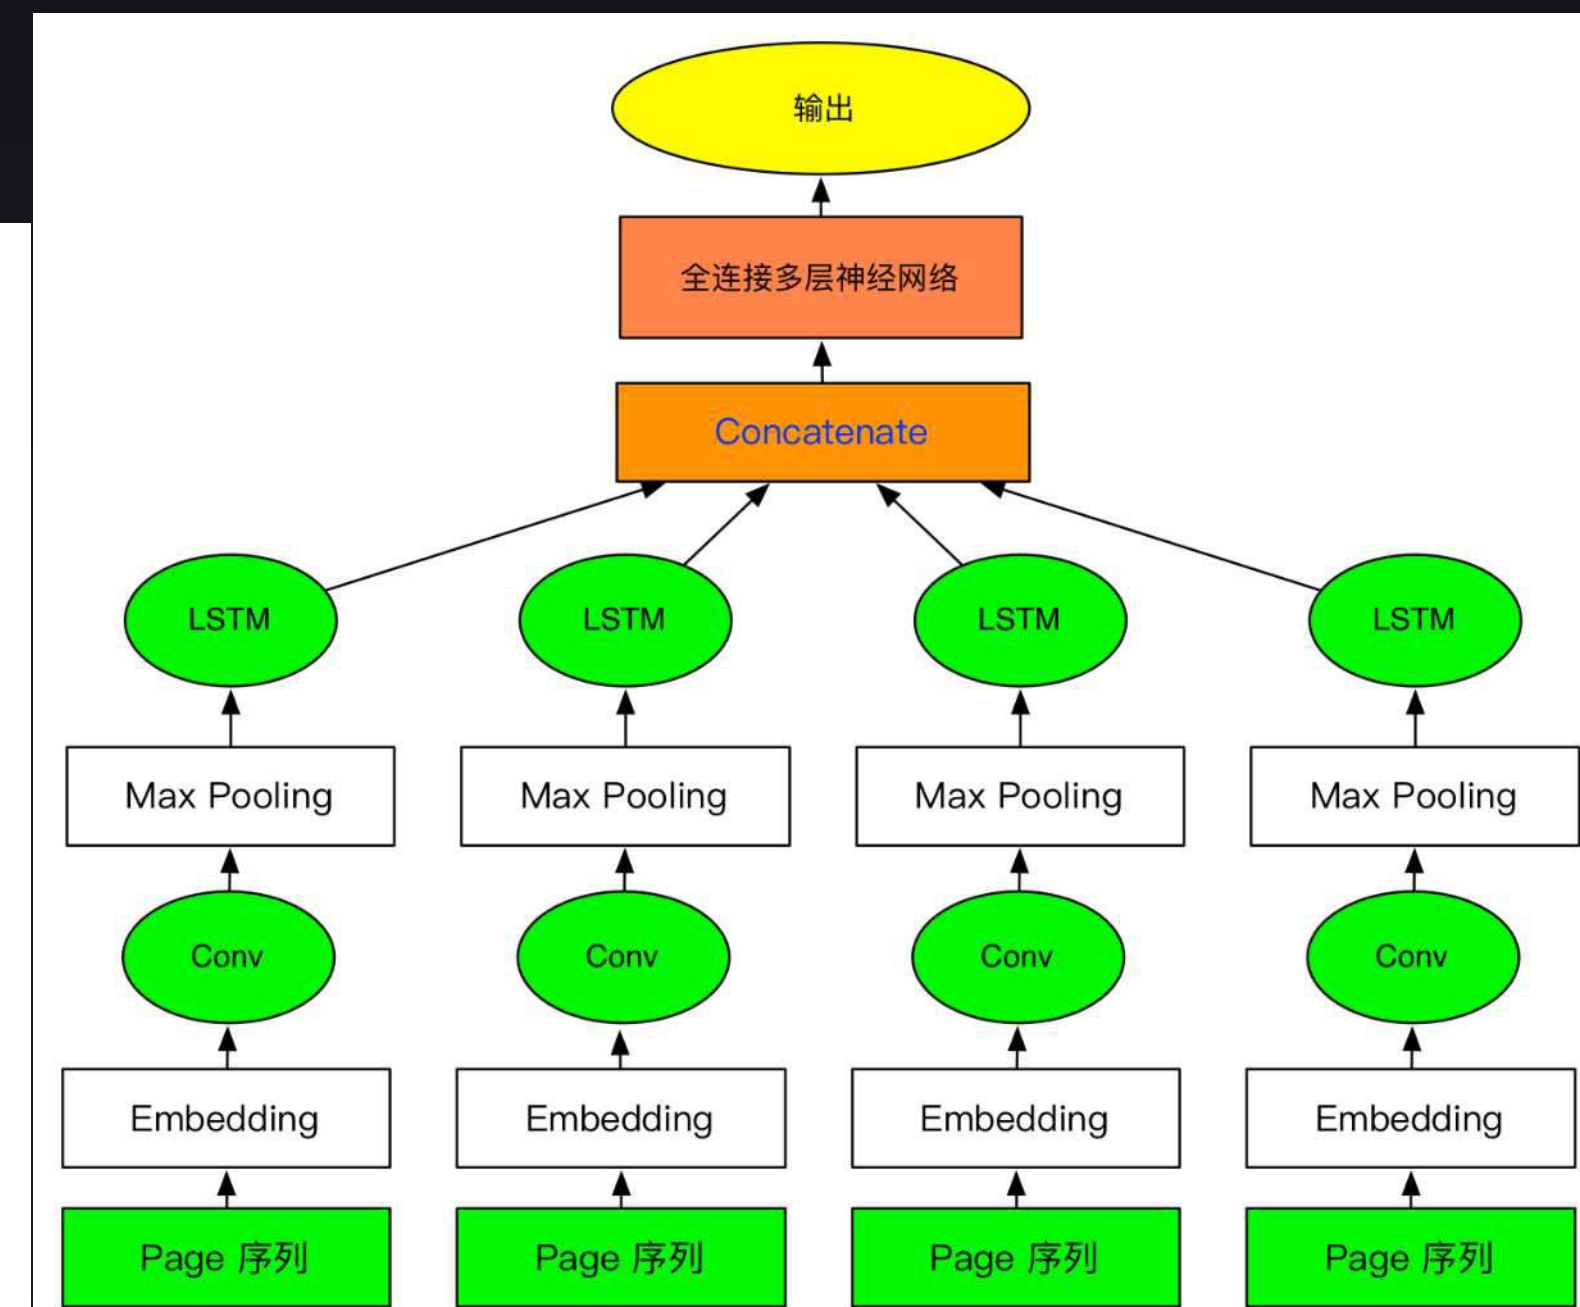 输出
全连接多层神经网络
Concatenate
LSTM LSTM LSTM LSTM
Max Pooling Max Pooling Max Pooling Max Pooling
Conv Conv Conv Conv
Embedding Embedding Embedding Embedding
Page 序列 Page 序列 Page 序列 Page 序列